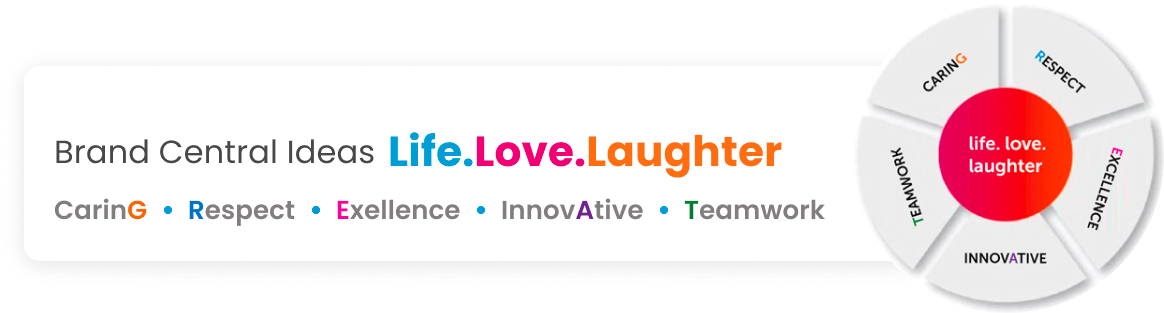 Brand Central Ideas Life.Love.Laughter
CarinG • Respect • Exellence • InnovAtive • Teamwork
CARING
RESPECT
EXCELLENCE
INNOVATIVE
TEAMWORK
life. love.
laughter